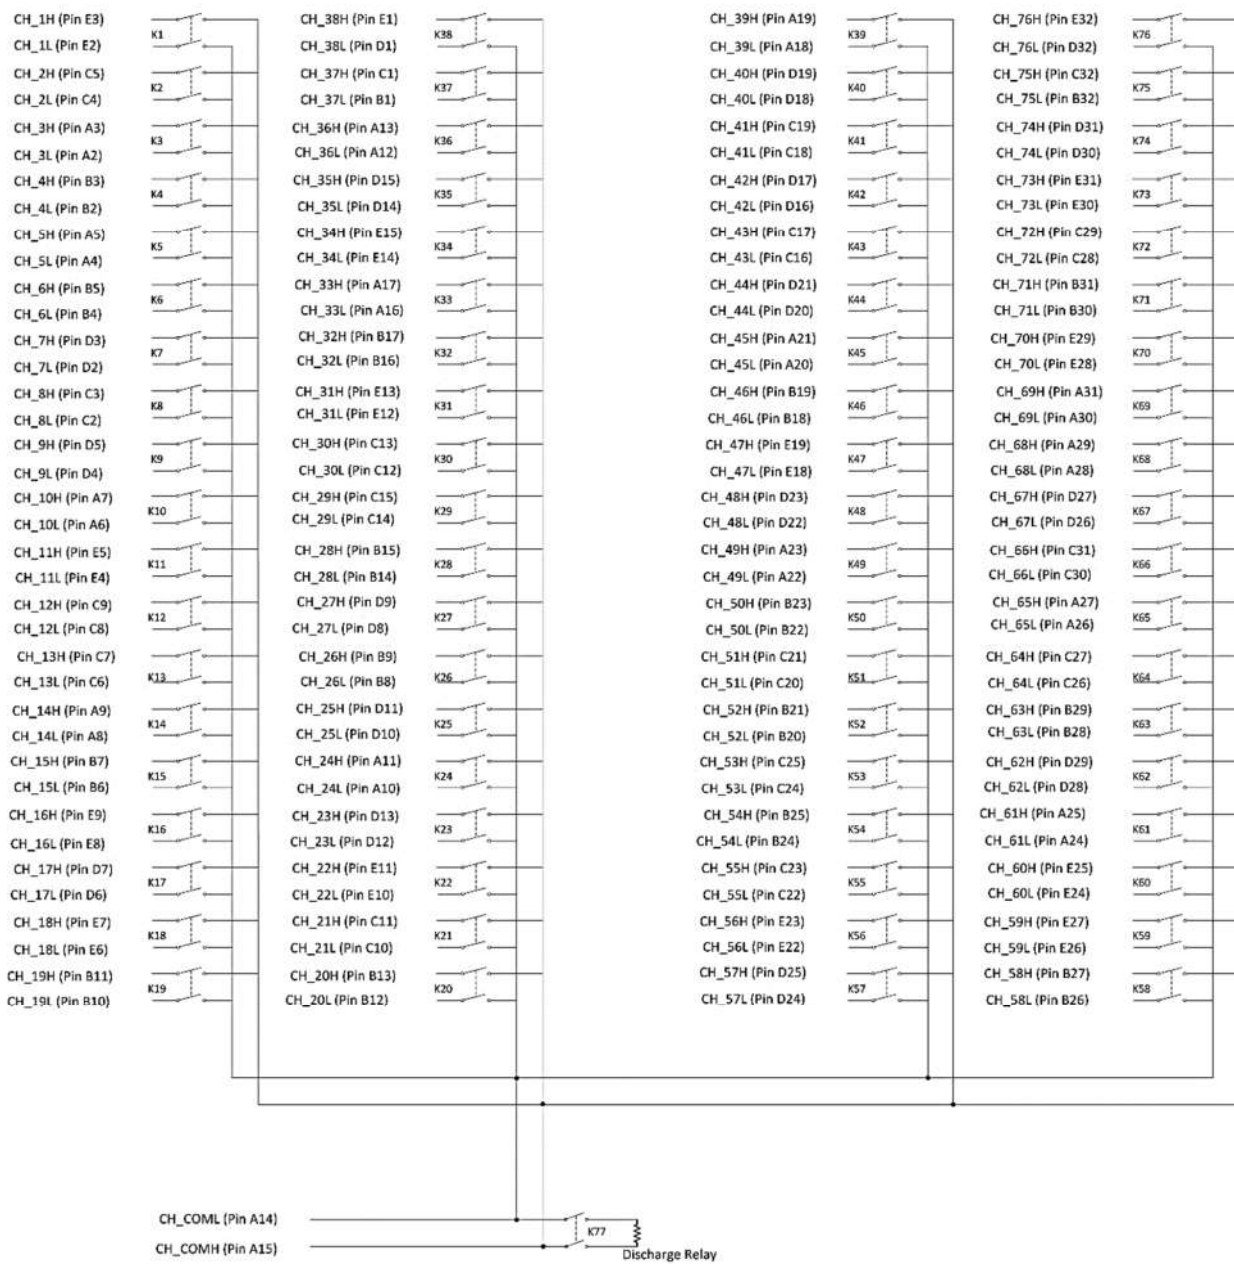 CH_1H (Pin E3)
K1
CH_1L (Pin E2)
CH_2H (Pin C5)
K2
CH_2L (Pin C4)
CH_3H (Pin A3)
K3
CH_3L (Pin A2)
CH_4H (Pin B3)
K4
CH_4L (Pin B2)
CH_5H (Pin A5)
K5
CH_5L (Pin A4)
CH_6H (Pin B5)
K6
CH_6L (Pin B4)
CH_7H (Pin D3)
K7
CH_7L (Pin D2)
CH_8H (Pin C3)
K8
CH_8L (Pin C2)
CH_9H (Pin D5)
K9
CH_9L (Pin D4)
CH_10H (Pin A7)
K10
CH_10L (Pin A6)
CH_11H (Pin E5)
K11
CH_11L (Pin E4)
CH_12H (Pin C9)
K12
CH_12L (Pin C8)
CH_13H (Pin C7)
K13
CH_13L (Pin C6)
CH_14H (Pin A9)
K14
CH_14L (Pin A8)
CH_15H (Pin B7)
K15
CH_15L (Pin B6)
CH_16H (Pin E9)
K16
CH_16L (Pin E8)
CH_17H (Pin D7)
K17
CH_17L (Pin D6)
CH_18H (Pin E7)
K18
CH_18L (Pin E6)
CH_19H (Pin B11)
K19
CH_19L (Pin B10)
CH_38H (Pin E1)
K38
CH_38L (Pin D1)
CH_37H (Pin C1)
K37
CH_37L (Pin B1)
CH_36H (Pin A13)
K36
CH_36L (Pin A12)
CH_35H (Pin D15)
K35
CH_35L (Pin D14)
CH_34H (Pin E15)
K34
CH_34L (Pin E14)
CH_33H (Pin A17)
K33
CH_33L (Pin A16)
CH_32H (Pin B17)
K32
CH_32L (Pin B16)
CH_31H (Pin E13)
K31
CH_31L (Pin E12)
CH_30H (Pin C13)
K30
CH_30L (Pin C12)
CH_29H (Pin C15)
K29
CH_29L (Pin C14)
CH_28H (Pin B15)
K28
CH_28L (Pin B14)
CH_27H (Pin D9)
K27
CH_27L (Pin D8)
CH_26H (Pin B9)
K26
CH_26L (Pin B8)
CH_25H (Pin D11)
K25
CH_25L (Pin D10)
CH_24H (Pin A11)
K24
CH_24L (Pin A10)
CH_23H (Pin D13)
K23
CH_23L (Pin D12)
CH_22H (Pin E11)
K22
CH_22L (Pin E10)
CH_21H (Pin C11)
K21
CH_21L (Pin C10)
CH_20H (Pin B13)
K20
CH_20L (Pin B12)
CH_39H (Pin A19)
K39
CH_39L (Pin A18)
CH_40H (Pin D19)
K40
CH_40L (Pin D18)
CH_41H (Pin C19)
K41
CH_41L (Pin C18)
CH_42H (Pin D17)
K42
CH_42L (Pin D16)
CH_43H (Pin C17)
K43
CH_43L (Pin C16)
CH_44H (Pin D21)
K44
CH_44L (Pin D20)
CH_45H (Pin A21)
K45
CH_45L (Pin A20)
CH_46H (Pin B19)
K46
CH_46L (Pin B18)
CH_47H (Pin E19)
K47
CH_47L (Pin E18)
CH_48H (Pin D23)
K48
CH_48L (Pin D22)
CH_49H (Pin A23)
K49
CH_49L (Pin A22)
CH_50H (Pin B23)
K50
CH_50L (Pin B22)
CH_51H (Pin C21)
K51
CH_51L (Pin C20)
CH_52H (Pin B21)
K52
CH_52L (Pin B20)
CH_53H (Pin C25)
K53
CH_53L (Pin C24)
CH_54H (Pin B25)
K54
CH_54L (Pin B24)
CH_55H (Pin C23)
K55
CH_55L (Pin C22)
CH_56H (Pin E23)
K56
CH_56L (Pin E22)
CH_57H (Pin D25)
K57
CH_57L (Pin D24)
CH_76H (Pin E32)
K76
CH_76L (Pin D32)
CH_75H (Pin C32)
K75
CH_75L (Pin B32)
CH_74H (Pin D31)
K74
CH_74L (Pin D30)
CH_73H (Pin E31)
K73
CH_73L (Pin E30)
CH_72H (Pin C29)
K72
CH_72L (Pin C28)
CH_71H (Pin B31)
K71
CH_71L (Pin B30)
CH_70H (Pin E29)
K70
CH_70L (Pin E28)
CH_69H (Pin A31)
K69
CH_69L (Pin A30)
CH_68H (Pin A29)
K68
CH_68L (Pin A28)
CH_67H (Pin D27)
K67
CH_67L (Pin D26)
CH_66H (Pin C31)
K66
CH_66L (Pin C30)
CH_65H (Pin A27)
K65
CH_65L (Pin A26)
CH_64H (Pin C27)
K64
CH_64L (Pin C26)
CH_63H (Pin B29)
K63
CH_63L (Pin B28)
CH_62H (Pin D29)
K62
CH_62L (Pin D28)
CH_61H (Pin A25)
K61
CH_61L (Pin A24)
CH_60H (Pin E25)
K60
CH_60L (Pin E24)
CH_59H (Pin E27)
K59
CH_59L (Pin E26)
CH_58H (Pin B27)
K58
CH_58L (Pin B26)
CH_COML (Pin A14)
K77
CH_COMH (Pin A15)
Discharge Relay